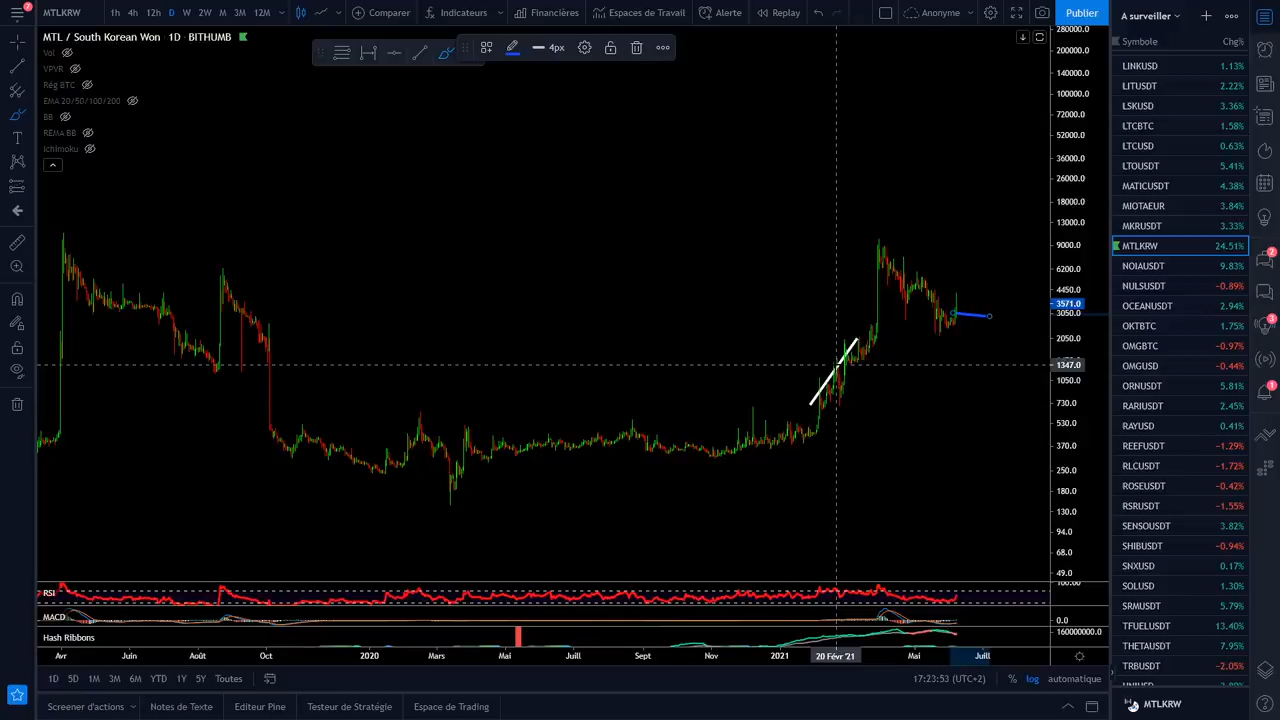 7 MTLKRW 1h 4h 12h D W 2W M 3M 12M Comparer Indicateurs Financières Espaces de Travail Alerte Replay Anonyme Publier
MTL / South Korean Won · 1D · BITHUMB
Vol
VPVR
Rég BTC
EMA 20/50/100/200
BB
REMA BB
Ichimoku
4px
280000.0
200000.0
140000.0
100000.0
72000.0
52000.0
36000.0
26000.0
18000.0
13000.0
9000.0
6200.0
4450.0
3571.0
3050.0
2050.0
1347.0
1050.0
730.0
530.0
370.0
250.0
180.0
130.0
94.0
68.0
49.0
RSI
100.00
MACD
0.0
Hash Ribbons
160000000.0
Avr Juin Août Oct 2020 Mars Mai Juill Sept Nov 2021 20 Févr '21 Mai Juill
1D 5D 1M 3M 6M YTD 1Y 5Y Toutes 17:23:53 (UTC+2) % log automatique
Screener d'actions Notes de Texte Editeur Pine Testeur de Stratégie Espace de Trading
A surveiller
Symbole Chg%
LINKUSD 1.13%
LITUSDT 2.22%
LSKUSD 3.36%
LTCBTC 1.58%
LTCUSD 0.63%
LTOUSDT 5.41%
MATICUSDT 4.38%
MIOTAEUR 3.84%
MKRUSDT 3.33%
MTLKRW 24.51%
NOIAUSDT 9.83%
NULSUSDT −0.89%
OCEANUSDT 2.94%
OKTBTC 1.75%
OMGBTC −0.97%
OMGUSD −0.44%
ORNUSDT 5.81%
RARIUSDT 2.45%
RAYUSD 0.41%
REEFUSDT −1.29%
RLCUSDT −1.72%
ROSEUSDT −0.42%
RSRUSDT −1.55%
SENSOUSDT 3.82%
SHIBUSDT −0.94%
SNXUSD 0.17%
SOLUSD 1.30%
SRMUSDT 5.79%
TFUELUSDT 13.40%
THETAUSDT 7.95%
TRBUSDT −2.05%
MTLKRW
2
3
1